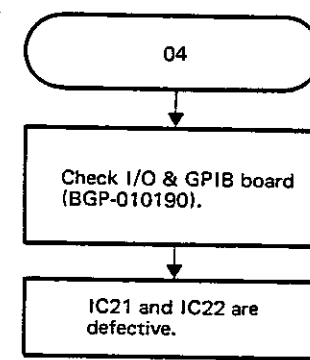 04
Check I/O & GPIB board
(BGP-010190).
IC21 and IC22 are
defective.